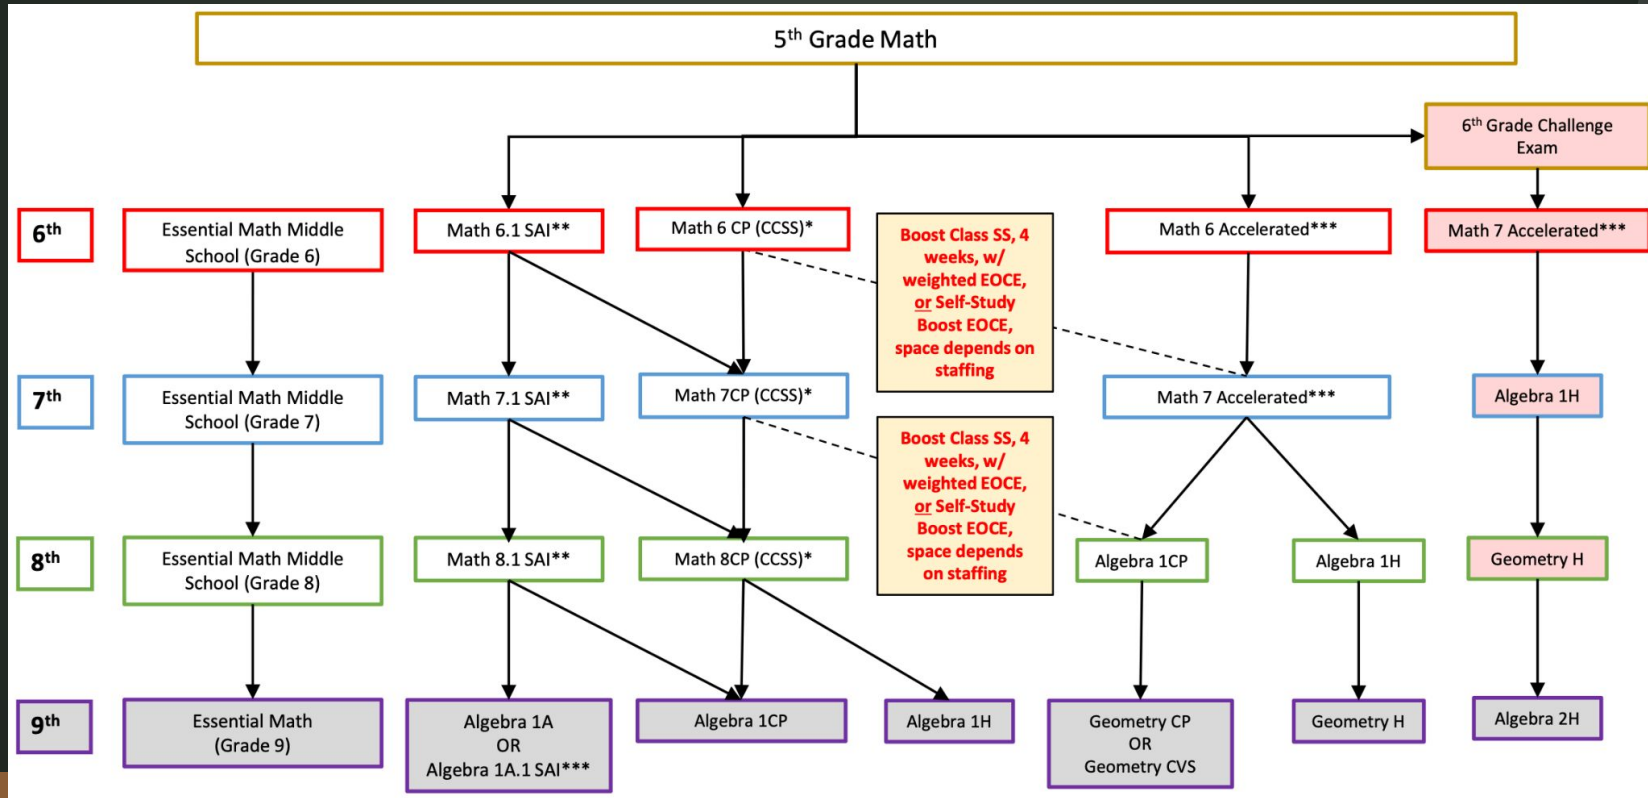 5th Grade Math
6th Grade Challenge
Exam
6th
Essential Math Middle
School (Grade 6)
Math 6.1 SAI**
Math 6 CP (CCSS)*
Boost Class SS, 4
weeks, w/
weighted EOCE,
or Self-Study
Boost EOCE,
space depends on
staffing
Math 6 Accelerated***
Math 7 Accelerated***
7th
Essential Math Middle
School (Grade 7)
Math 7.1 SAI**
Math 7CP (CCSS)*
Math 7 Accelerated***
Algebra 1H
Boost Class SS, 4
weeks, w/
weighted EOCE,
or Self-Study
Boost EOCE,
space depends
on staffing
8th
Essential Math Middle
School (Grade 8)
Math 8.1 SAI**
Math 8CP (CCSS)*
Algebra 1CP
Algebra 1H
Geometry H
9th
Essential Math
(Grade 9)
Algebra 1A
OR
Algebra 1A.1 SAI***
Algebra 1CP
Algebra 1H
Geometry CP
OR
Geometry CVS
Geometry H
Algebra 2H